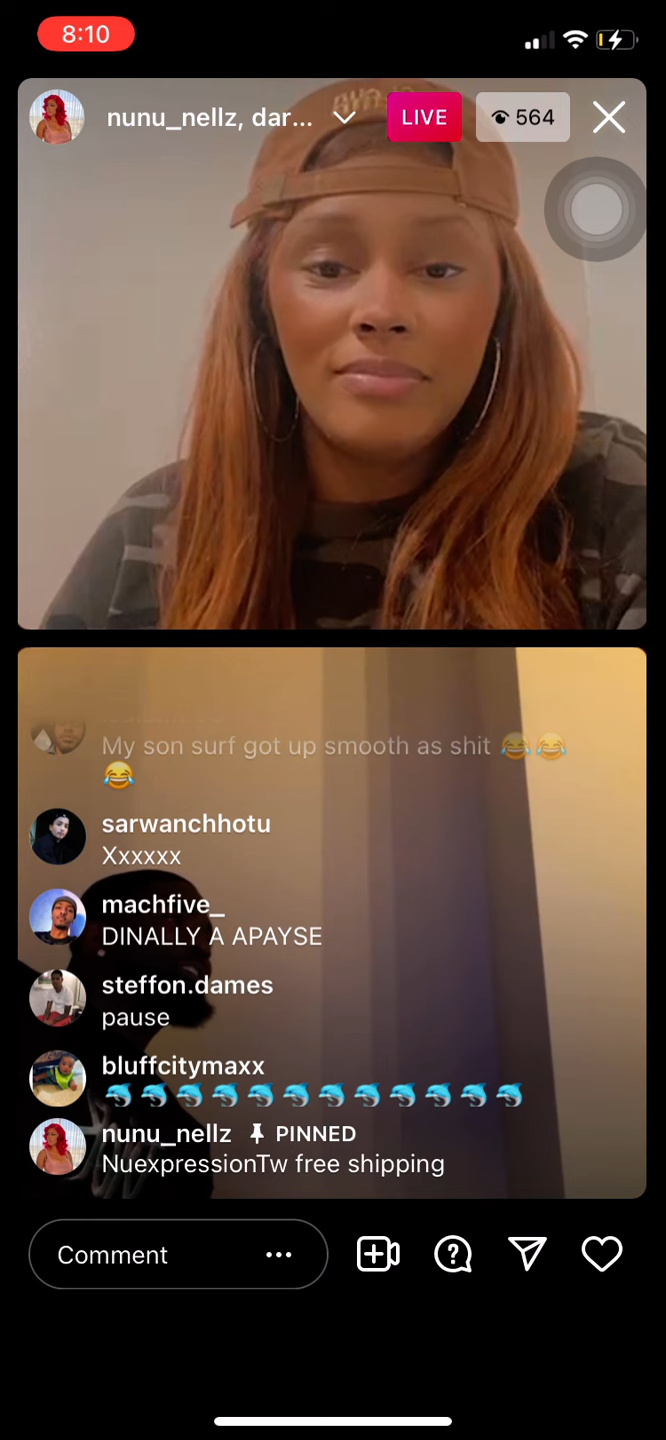 8:10
nunu_nellz, dar...
LIVE
564
My son surf got up smooth as shit 😂😂
😂
sarwanchhotu
Xxxxxx
machfive_
DINALLY A APAYSE
steffon.dames
pause
bluffcitymaxx
🐬🐬🐬🐬🐬🐬🐬🐬🐬🐬🐬🐬
nunu_nellz PINNED
NuexpressionTw free shipping
Comment ...